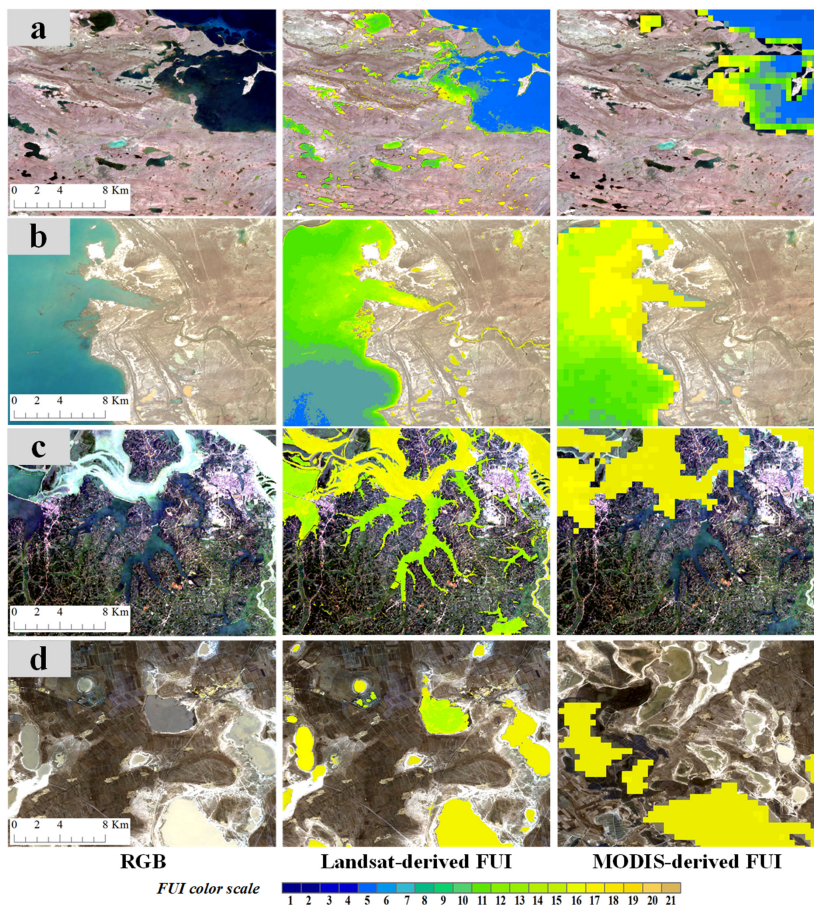 a
0 2 4 8 Km
b
0 2 4 8 Km
c
0 2 4 8 Km
d
0 2 4 8 Km
RGB Landsat-derived FUI MODIS-derived FUI
FUI color scale
1 2 3 4 5 6 7 8 9 10 11 12 13 14 15 16 17 18 19 20 21